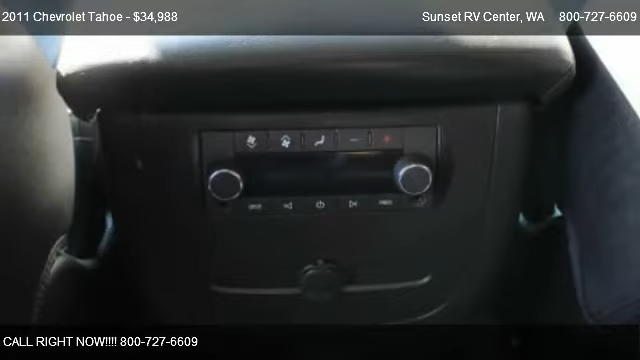 2011 Chevrolet Tahoe - $34,988
Sunset RV Center, WA 800-727-6609
CALL RIGHT NOW!!!! 800-727-6609